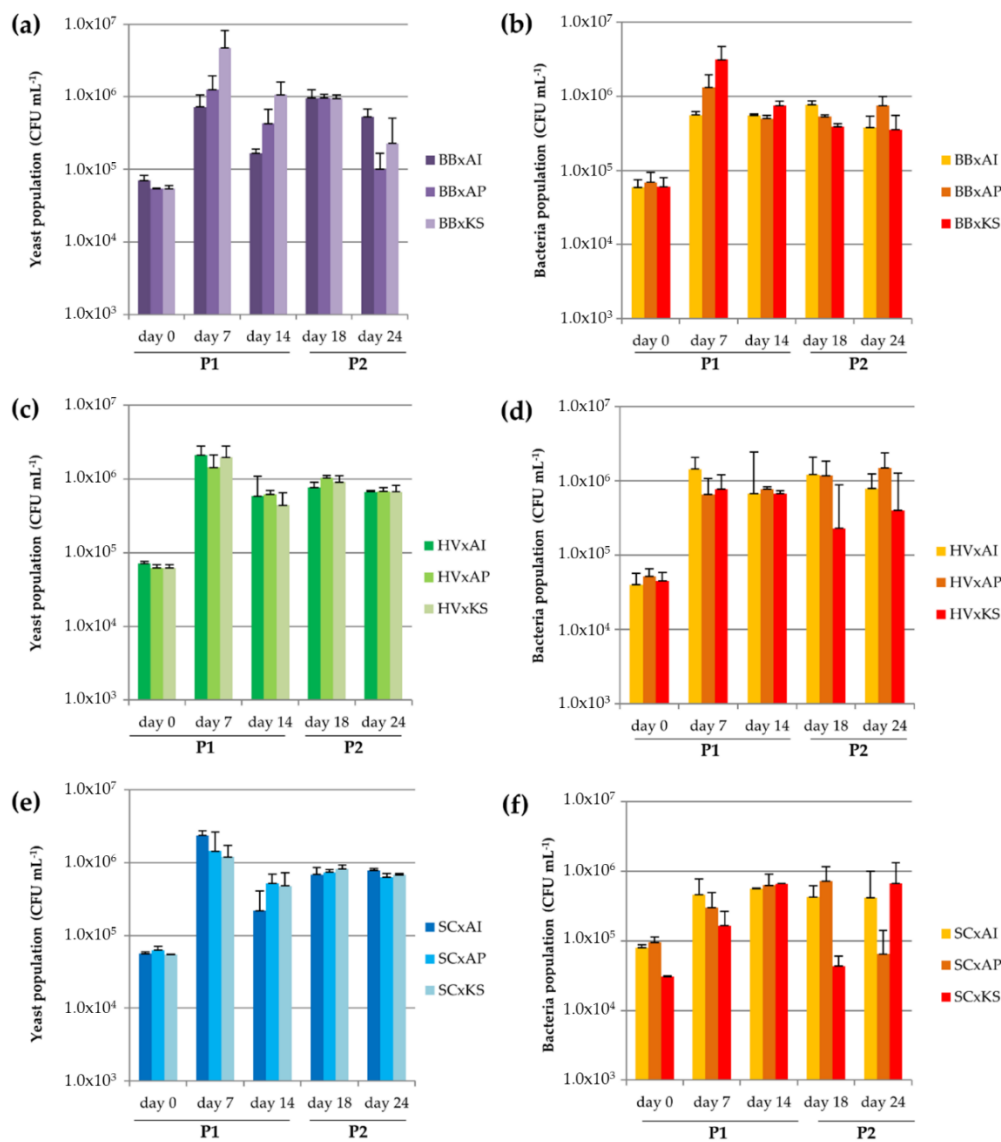 (a)
Yeast population (CFU mL⁻¹)
1.0x10⁷
1.0x10⁶
1.0x10⁵
1.0x10⁴
1.0x10³
day 0 day 7 day 14 day 18 day 24
P1 P2
BBxAI
BBxAP
BBxKS
(b)
Bacteria population (CFU mL⁻¹)
1.0x10⁷
1.0x10⁶
1.0x10⁵
1.0x10⁴
1.0x10³
day 0 day 7 day 14 day 18 day 24
P1 P2
BBxAI
BBxAP
BBxKS
(c)
Yeast population (CFU mL⁻¹)
1.0x10⁷
1.0x10⁶
1.0x10⁵
1.0x10⁴
1.0x10³
day 0 day 7 day 14 day 18 day 24
P1 P2
HVxAI
HVxAP
HVxKS
(d)
Bacteria population (CFU mL⁻¹)
1.0x10⁷
1.0x10⁶
1.0x10⁵
1.0x10⁴
1.0x10³
day 0 day 7 day 14 day 18 day 24
P1 P2
HVxAI
HVxAP
HVxKS
(e)
Yeast population (CFU mL⁻¹)
1.0x10⁷
1.0x10⁶
1.0x10⁵
1.0x10⁴
1.0x10³
day 0 day 7 day 14 day 18 day 24
P1 P2
SCxAI
SCxAP
SCxKS
(f)
Bacteria population (CFU mL⁻¹)
1.0x10⁷
1.0x10⁶
1.0x10⁵
1.0x10⁴
1.0x10³
day 0 day 7 day 14 day 18 day 24
P1 P2
SCxAI
SCxAP
SCxKS